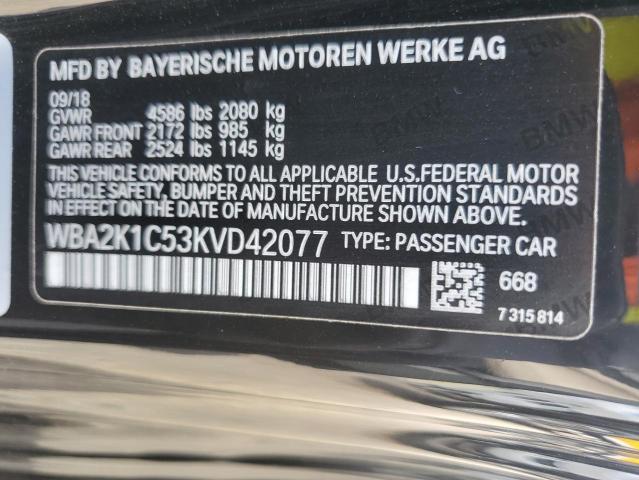 MFD BY BAYERISCHE MOTOREN WERKE AG
09/18
GVWR 4586 lbs 2080 kg
GAWR FRONT 2172 lbs 985 kg
GAWR REAR 2524 lbs 1145 kg
THIS VEHICLE CONFORMS TO ALL APPLICABLE U.S.FEDERAL MOTOR
VEHICLE SAFETY, BUMPER AND THEFT PREVENTION STANDARDS
IN EFFECT ON THE DATE OF MANUFACTURE SHOWN ABOVE.
WBA2K1C53KVD42077 TYPE: PASSENGER CAR
668
7 315 814